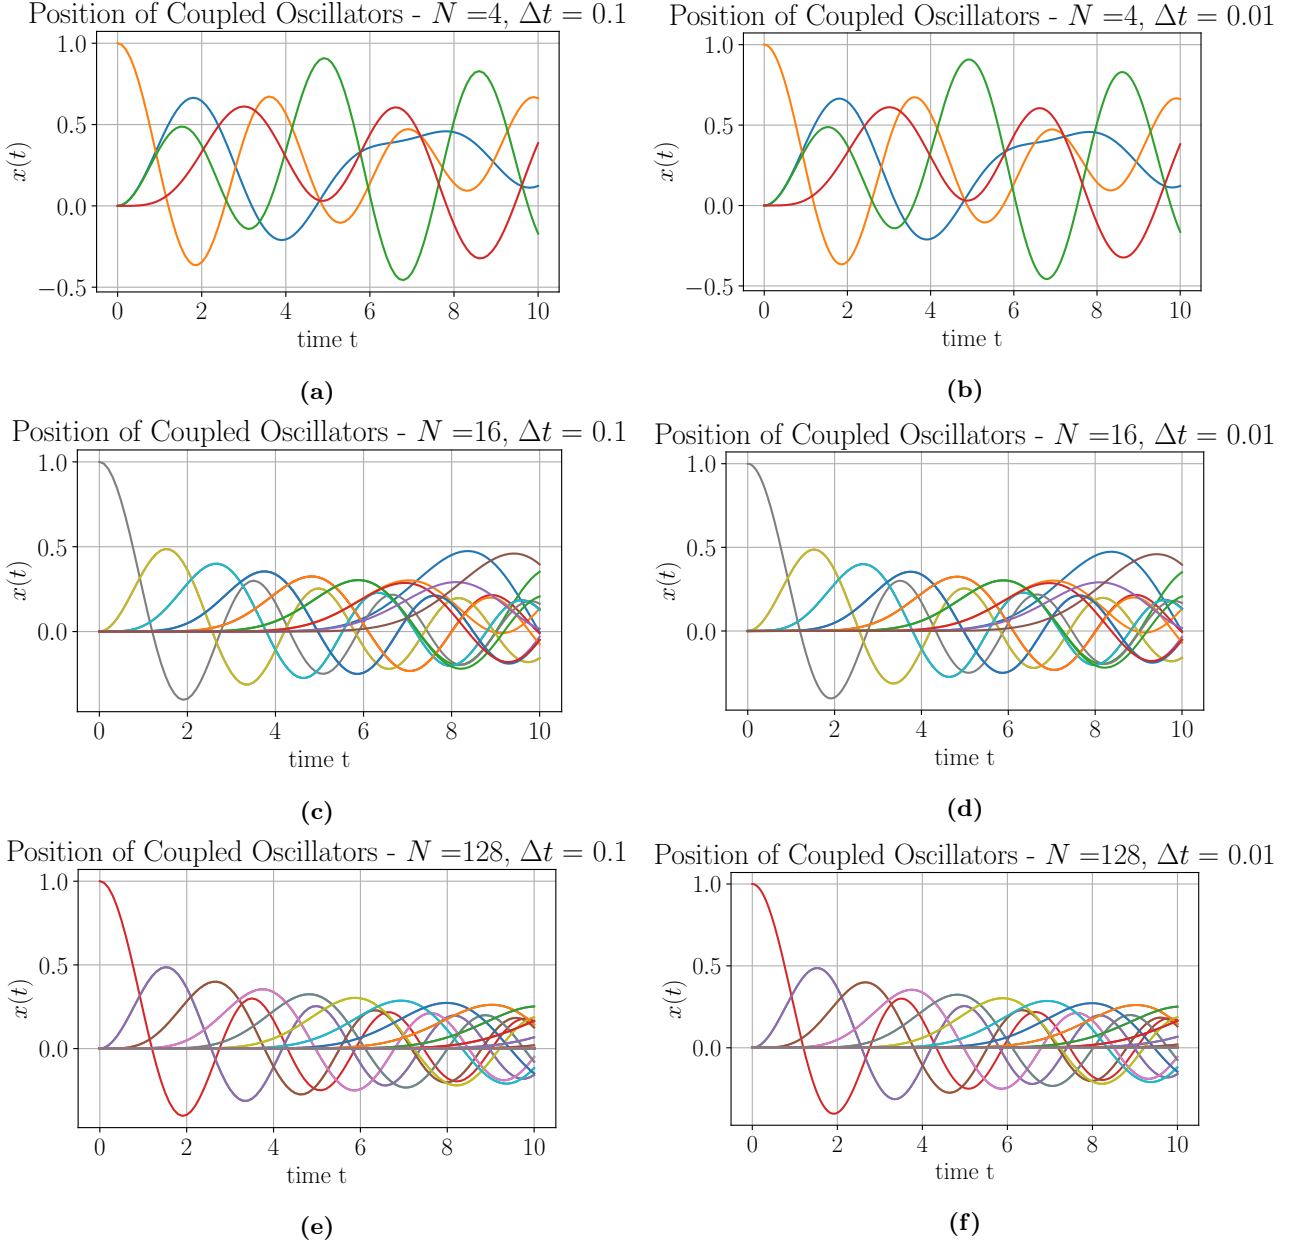 Position of Coupled Oscillators - N =4, Δt = 0.1
1.0
0.5
0.0
−0.5
x(t)
0 2 4 6 8 10
time t
(a)
Position of Coupled Oscillators - N =4, Δt = 0.01
1.0
0.5
0.0
−0.5
x(t)
0 2 4 6 8 10
time t
(b)
Position of Coupled Oscillators - N =16, Δt = 0.1
1.0
0.5
0.0
x(t)
0 2 4 6 8 10
time t
(c)
Position of Coupled Oscillators - N =16, Δt = 0.01
1.0
0.5
0.0
x(t)
0 2 4 6 8 10
time t
(d)
Position of Coupled Oscillators - N =128, Δt = 0.1
1.0
0.5
0.0
x(t)
0 2 4 6 8 10
time t
(e)
Position of Coupled Oscillators - N =128, Δt = 0.01
1.0
0.5
0.0
x(t)
0 2 4 6 8 10
time t
(f)